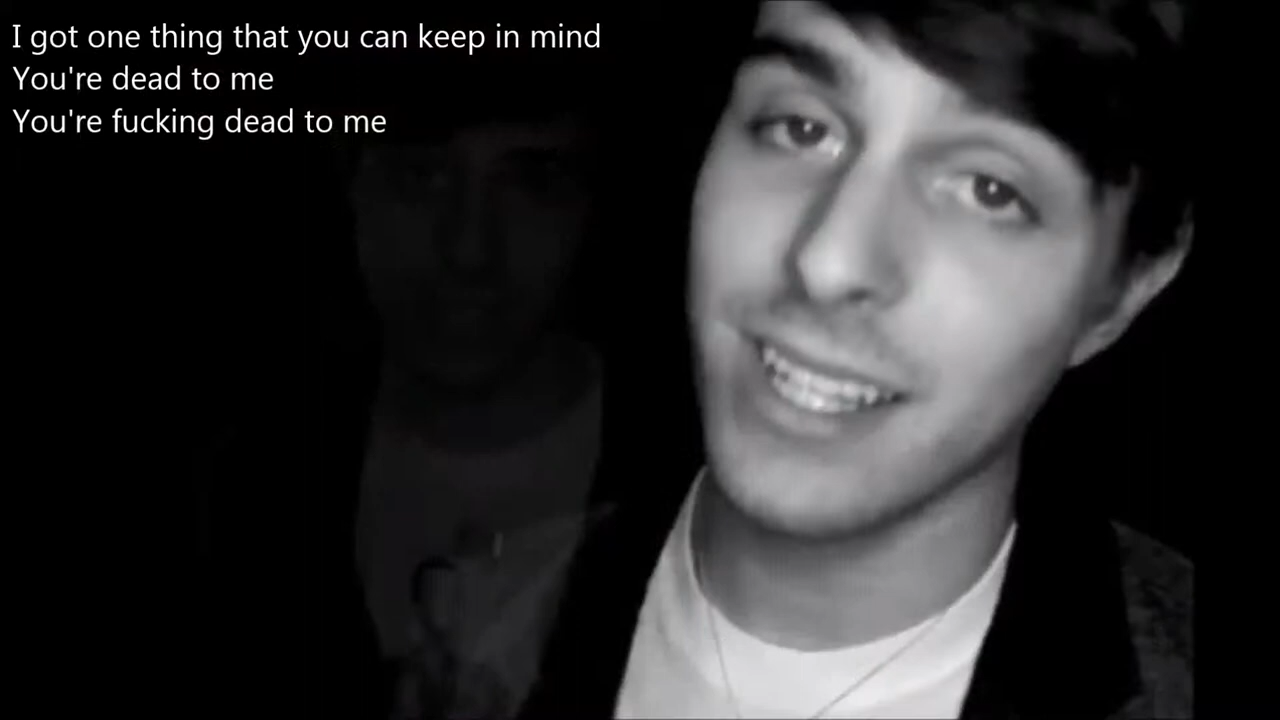 I got one thing that you can keep in mind
You're dead to me
You're fucking dead to me